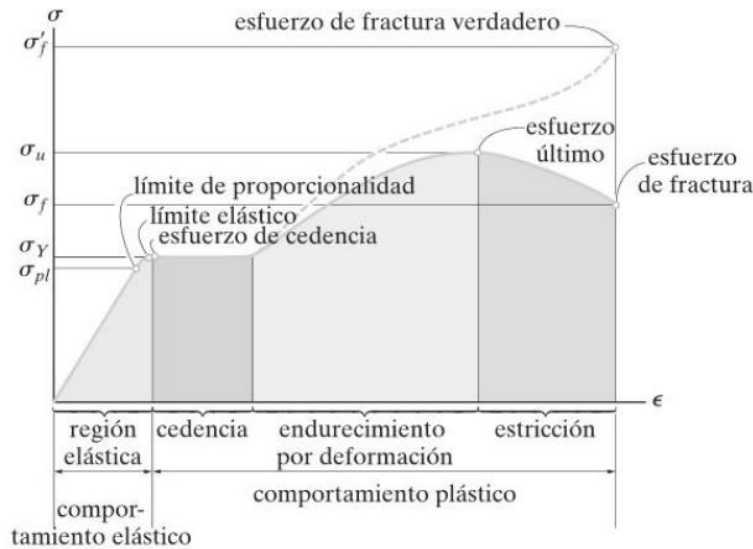 σ
esfuerzo de fractura verdadero
σ′f
σu
esfuerzo
último
esfuerzo
de fractura
límite de proporcionalidad
σf
límite elástico
esfuerzo de cedencia
σY
σpl
ϵ
región
elástica
cedencia
endurecimiento
por deformación
estricción
comportamiento plástico
compor-
tamiento elástico